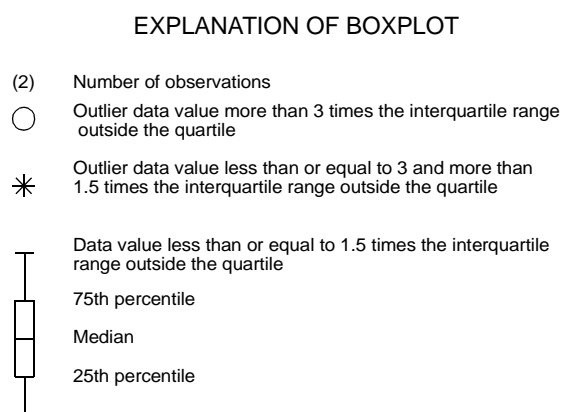 EXPLANATION OF BOXPLOT
(2) Number of observations
Outlier data value more than 3 times the interquartile range
outside the quartile
Outlier data value less than or equal to 3 and more than
1.5 times the interquartile range outside the quartile
Data value less than or equal to 1.5 times the interquartile
range outside the quartile
75th percentile
Median
25th percentile